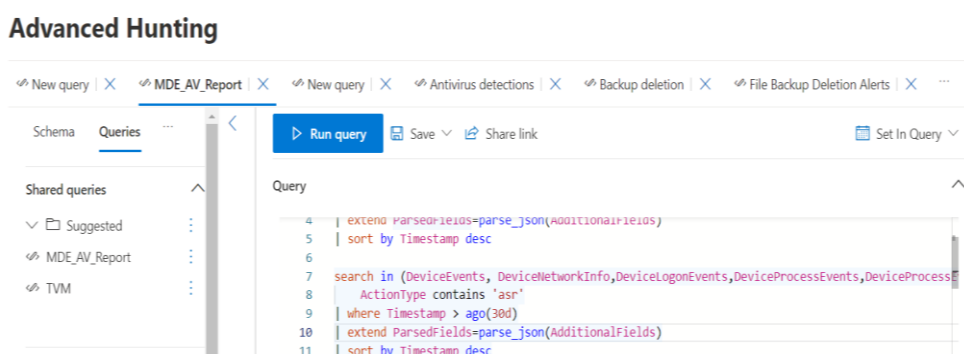 Advanced Hunting
New query MDE_AV_Report New query Antivirus detections Backup deletion File Backup Deletion Alerts ...
Schema Queries ...
Run query Save Share link Set In Query
Shared queries
Query
Suggested
MDE_AV_Report
TVM
4 | extend ParsedFields=parse_json(AdditionalFields)
5 | sort by Timestamp desc
6
7 search in (DeviceEvents, DeviceNetworkInfo,DeviceLogonEvents,DeviceProcessEvents,DeviceProcessE
8 ActionType contains 'asr'
9 | where Timestamp > ago(30d)
10 | extend ParsedFields=parse_json(AdditionalFields)
11 | sort by Timestamp desc